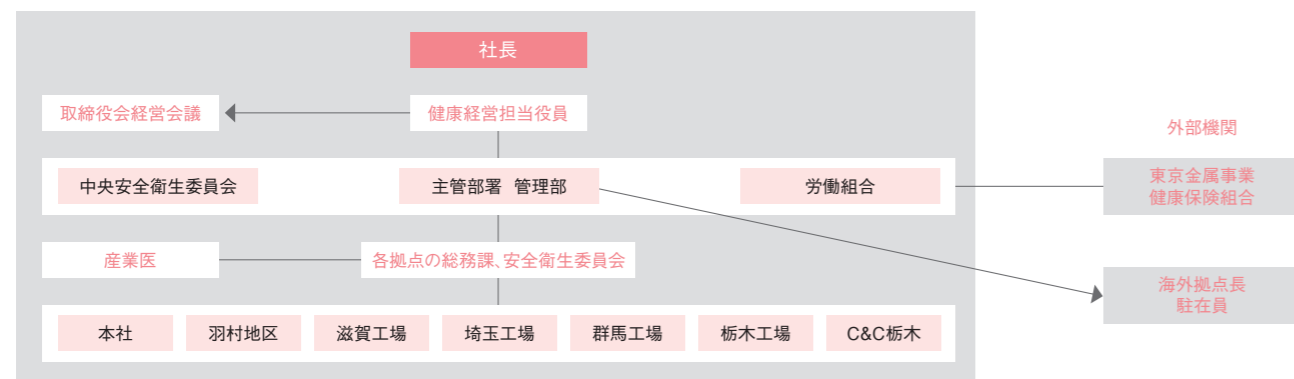 社長
取締役会経営会議
健康経営担当役員
外部機関
中央安全衛生委員会
主管部署 管理部
労働組合
東京金属事業
健康保険組合
産業医
各拠点の総務課、安全衛生委員会
海外拠点長
駐在員
本社
羽村地区
滋賀工場
埼玉工場
群馬工場
栃木工場
C&C栃木